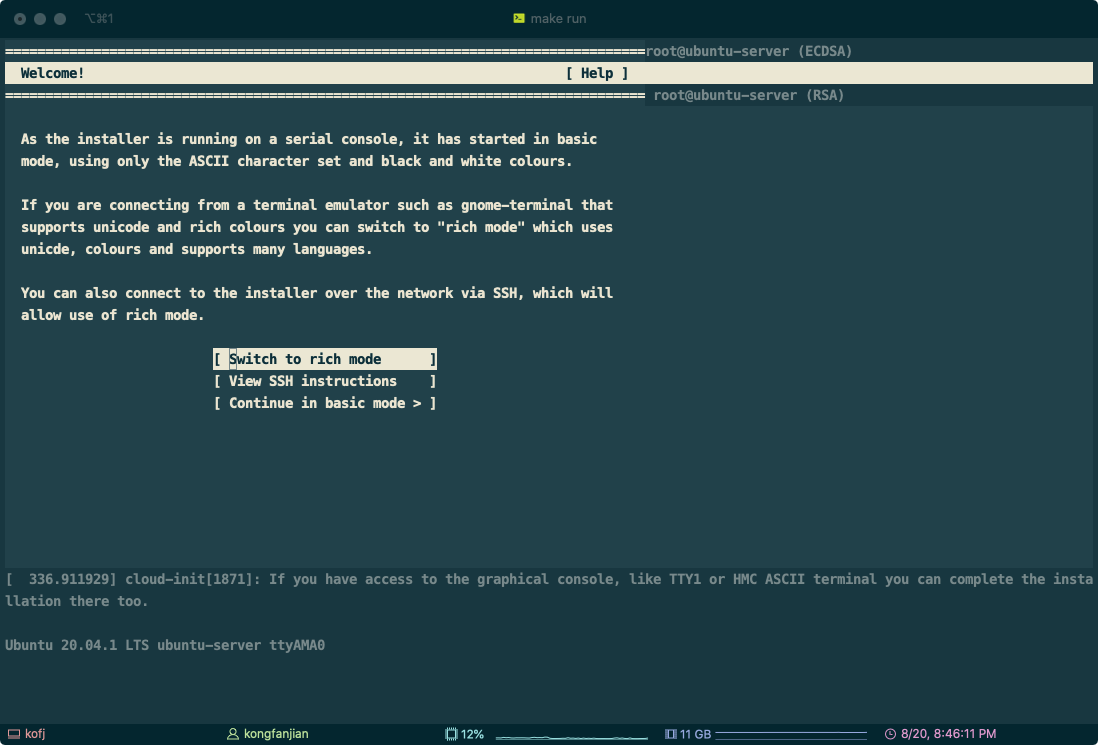 ⌥⌘1
make run
root@ubuntu-server (ECDSA)
Welcome! [ Help ]
root@ubuntu-server (RSA)
As the installer is running on a serial console, it has started in basic
mode, using only the ASCII character set and black and white colours.
If you are connecting from a terminal emulator such as gnome-terminal that
supports unicode and rich colours you can switch to "rich mode" which uses
unicde, colours and supports many languages.
You can also connect to the installer over the network via SSH, which will
allow use of rich mode.
[ Switch to rich mode ]
[ View SSH instructions ]
[ Continue in basic mode > ]
[ 336.911929] cloud-init[1871]: If you have access to the graphical console, like TTY1 or HMC ASCII terminal you can complete the insta
llation there too.
Ubuntu 20.04.1 LTS ubuntu-server ttyAMA0
kofj kongfanjian 12% 11 GB 8/20, 8:46:11 PM